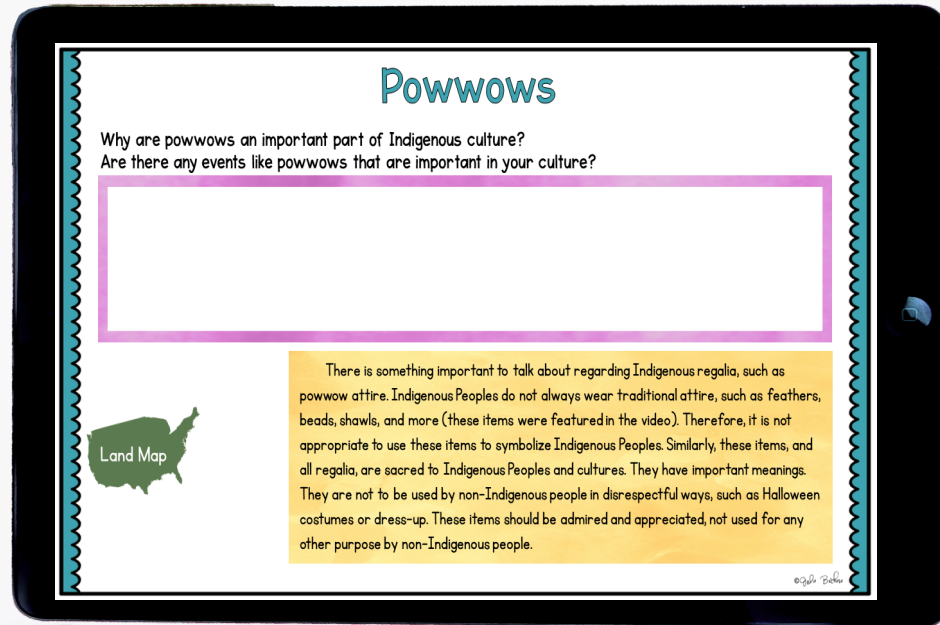 Powwows
Why are powwows an important part of Indigenous culture?
Are there any events like powwows that are important in your culture?
There is something important to talk about regarding Indigenous regalia, such as
powwow attire. Indigenous Peoples do not always wear traditional attire, such as feathers,
beads, shawls, and more (these items were featured in the video). Therefore, it is not
appropriate to use these items to symbolize Indigenous Peoples. Similarly, these items, and
all regalia, are sacred to Indigenous Peoples and cultures. They have important meanings.
They are not to be used by non-Indigenous people in disrespectful ways, such as Halloween
costumes or dress-up. These items should be admired and appreciated, not used for any
other purpose by non-Indigenous people.
Land Map